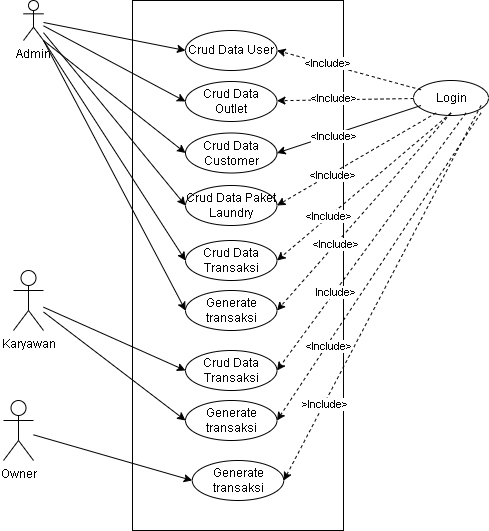 Admin
Crud Data User
<Include>
Login
Crud Data
Outlet
<Include>
Crud Data
Customer
<Include>
Crud Data Paket
Laundry
<Include>
Crud Data
Transaksi
<Include>
Generate
transaksi
<Include>
Karyawan
Crud Data
Transaksi
Include>
Generate
transaksi
<Include>
Owner
Generate
transaksi
>Include>